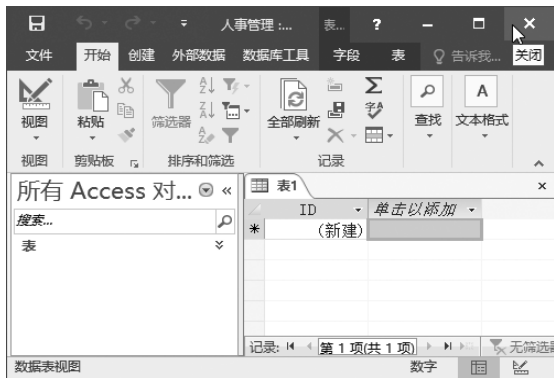 人事管理 :...
表...
?
文件 开始 创建 外部数据 数据库工具 字段 表 告诉我... 关闭
视图 粘贴 筛选器 全部刷新 查找 文本格式
视图 剪贴板 排序和筛选 记录
所有 Access 对... «
表1
搜索...
ID 单击以添加
* (新建)
表
记录: 第 1 项(共 1 项) 无筛选
数据表视图 数字